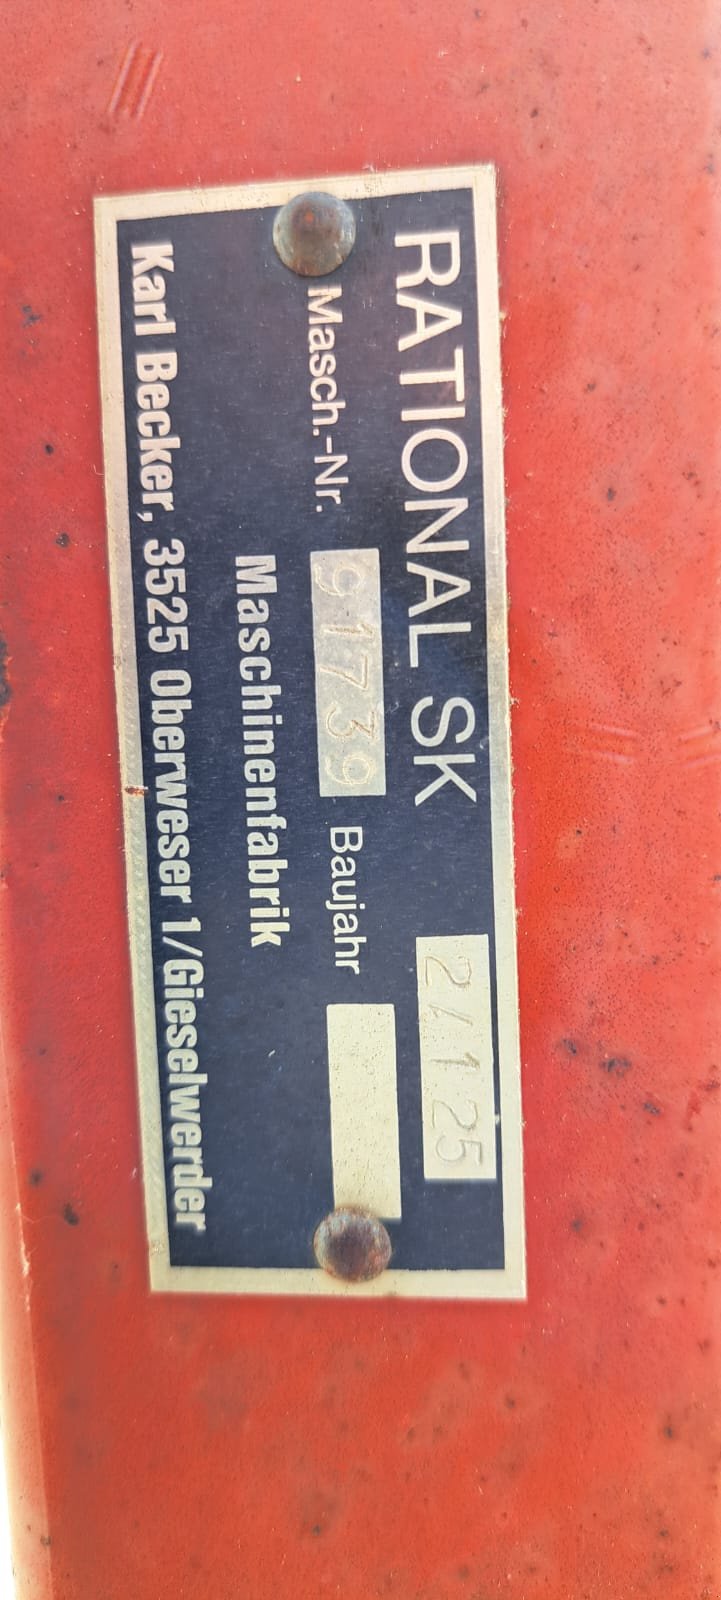 RATIONAL SK 2/125
Masch.-Nr. 91739 Baujahr
Maschinenfabrik
Karl Becker, 3525 Oberweser 1/Gieselwerder